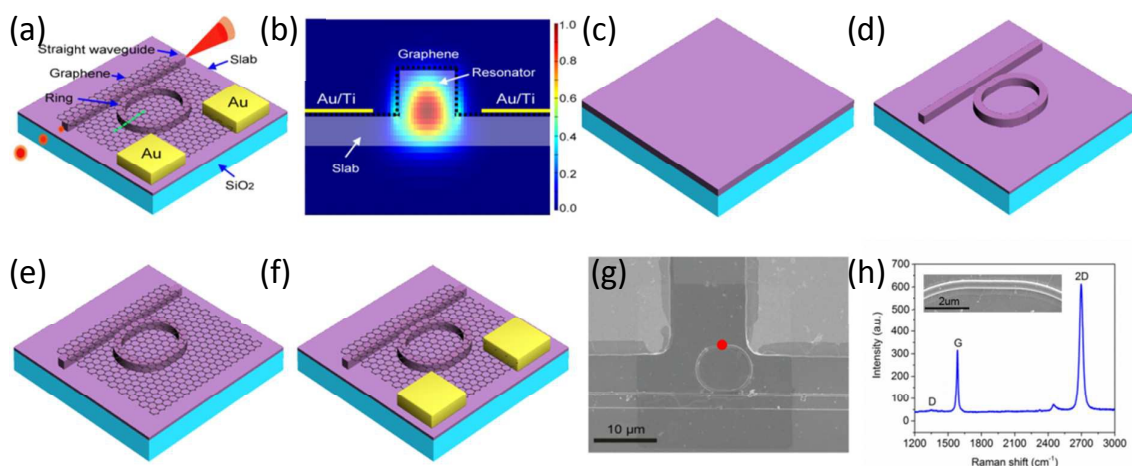 (a)
Straight waveguide
Graphene
Ring
Slab
Au
Au
SiO₂
(b)
Graphene
Resonator
Au/Ti
Au/Ti
Slab
1.0
0.8
0.6
0.4
0.2
0.0
(c)
(d)
(e)
(f)
(g)
10 µm
(h)
700
600
500
400
300
200
100
0
Intensity (a.u.)
2um
D
G
2D
1200 1500 1800 2100 2400 2700 3000
Raman shift (cm⁻¹)